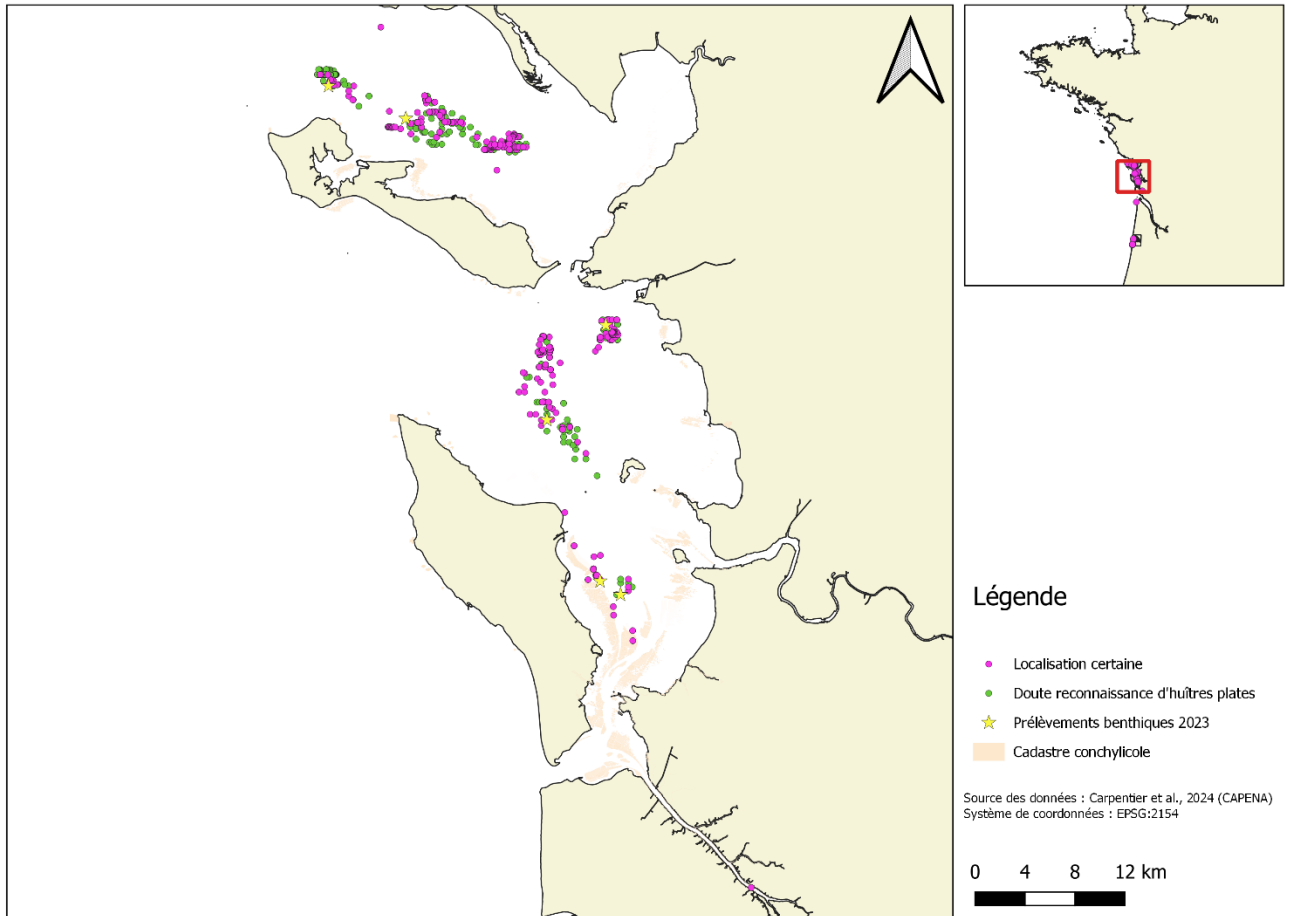 Légende
Localisation certaine
Doute reconnaissance d'huîtres plates
Prélèvements benthiques 2023
Cadastre conchylicole
Source des données : Carpentier et al., 2024 (CAPENA)
Système de coordonnées : EPSG:2154
0 4 8 12 km